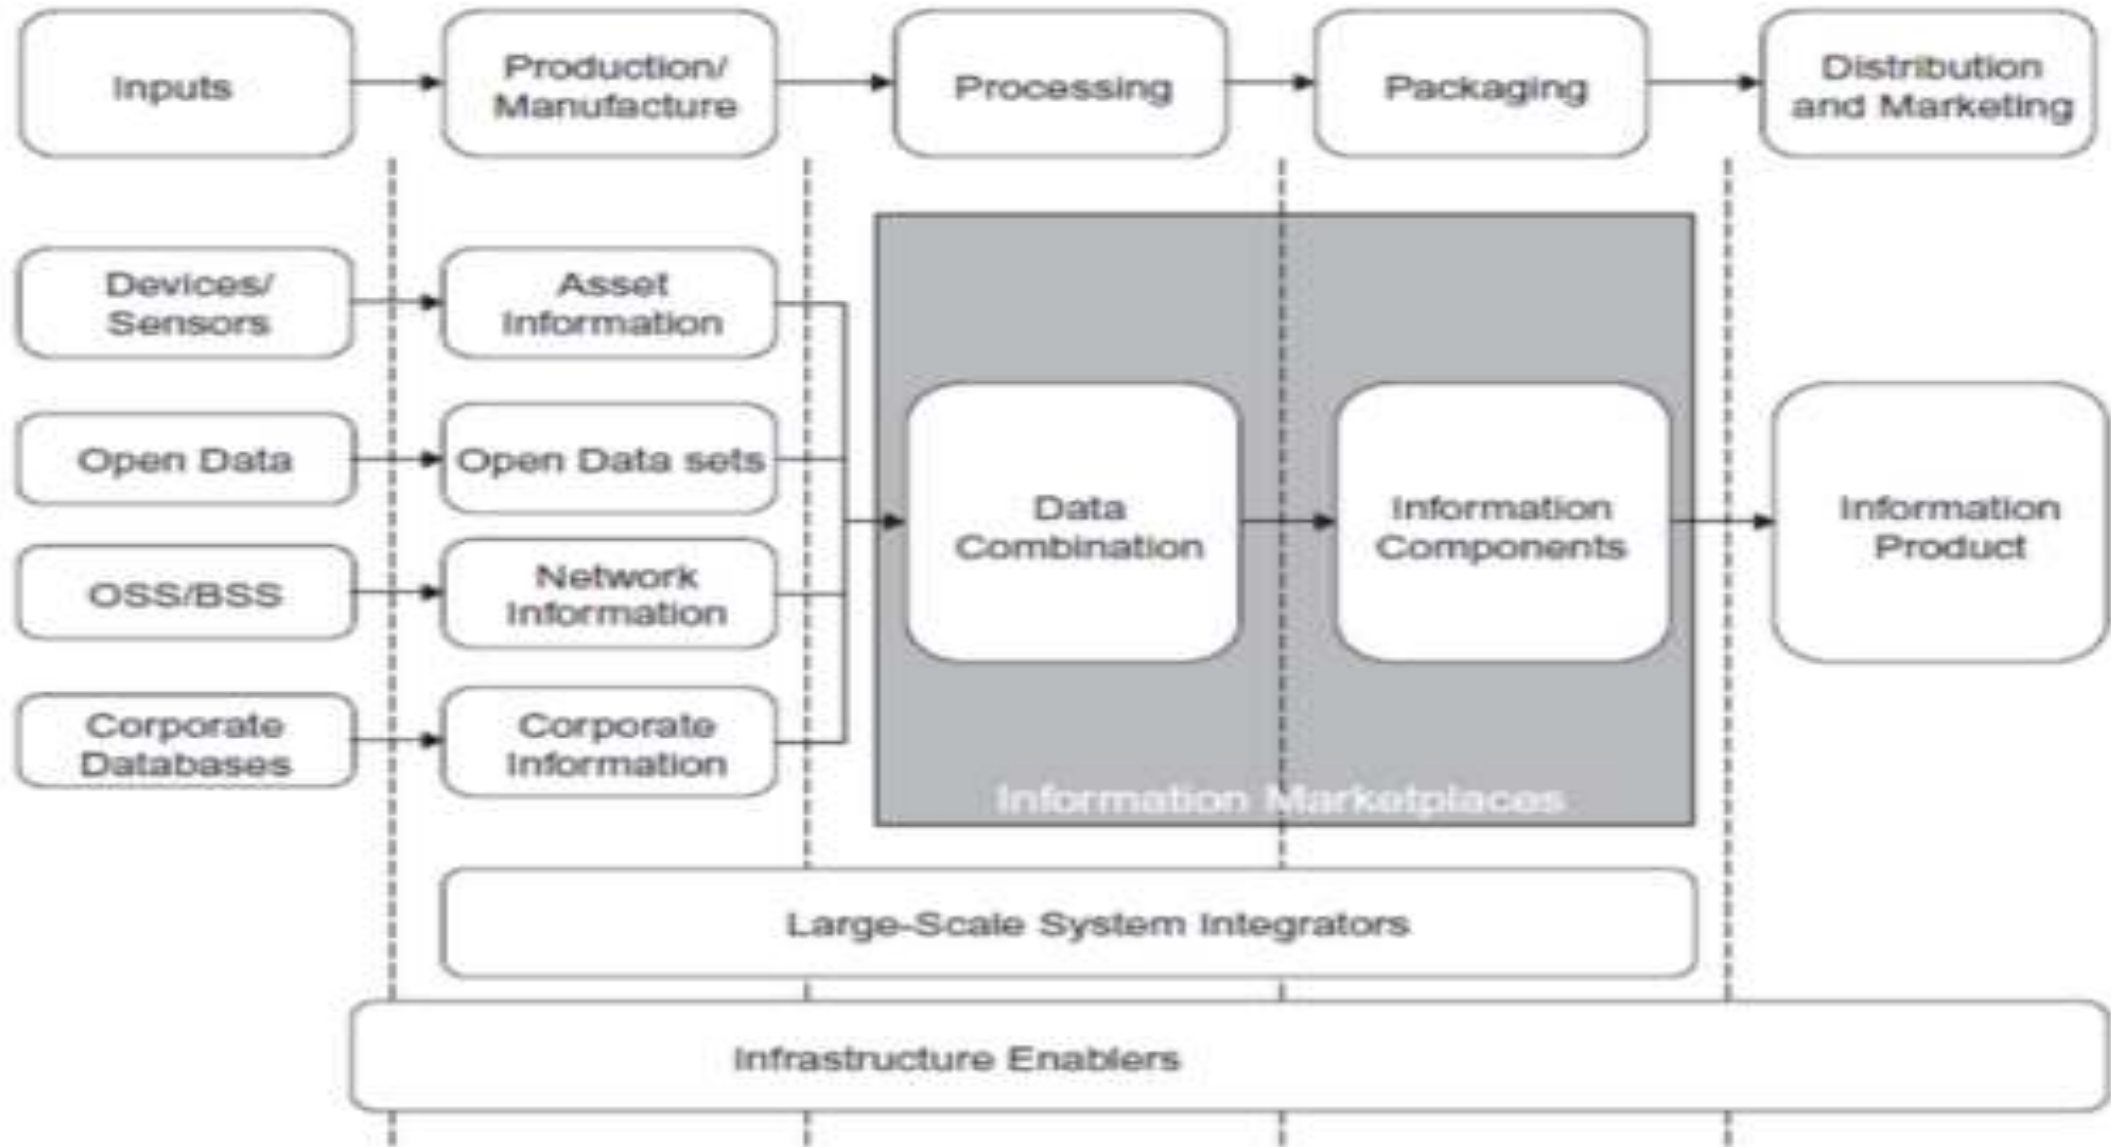 Inputs
Production/
Manufacture
Processing
Packaging
Distribution
and Marketing
Devices/
Sensors
Asset
Information
Open Data
Open Data sets
OSS/BSS
Network
Information
Corporate
Databases
Corporate
Information
Data
Combination
Information
Components
Information
Product
Information Marketplaces
Large-Scale System Integrators
Infrastructure Enablers